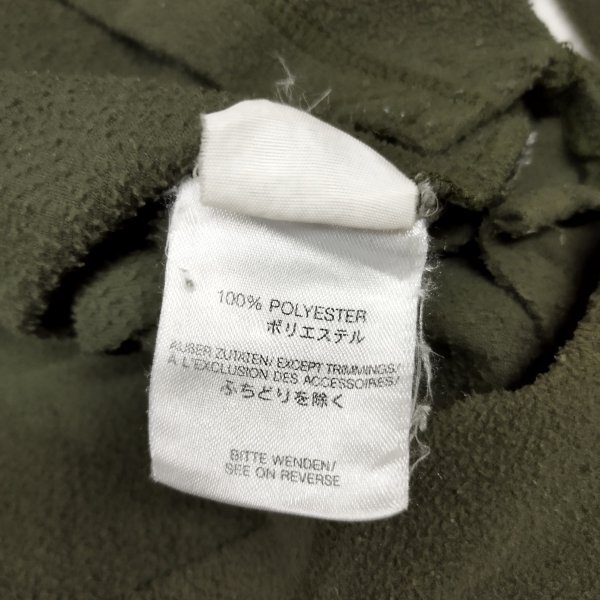 100% POLYESTER
ポリエステル
AUßER ZUTATEN/ EXCEPT TRIMMINGS/
À L'EXCLUSION DES ACCESSOIRES/
ふちどりを除く
BITTE WENDEN/
SEE ON REVERSE